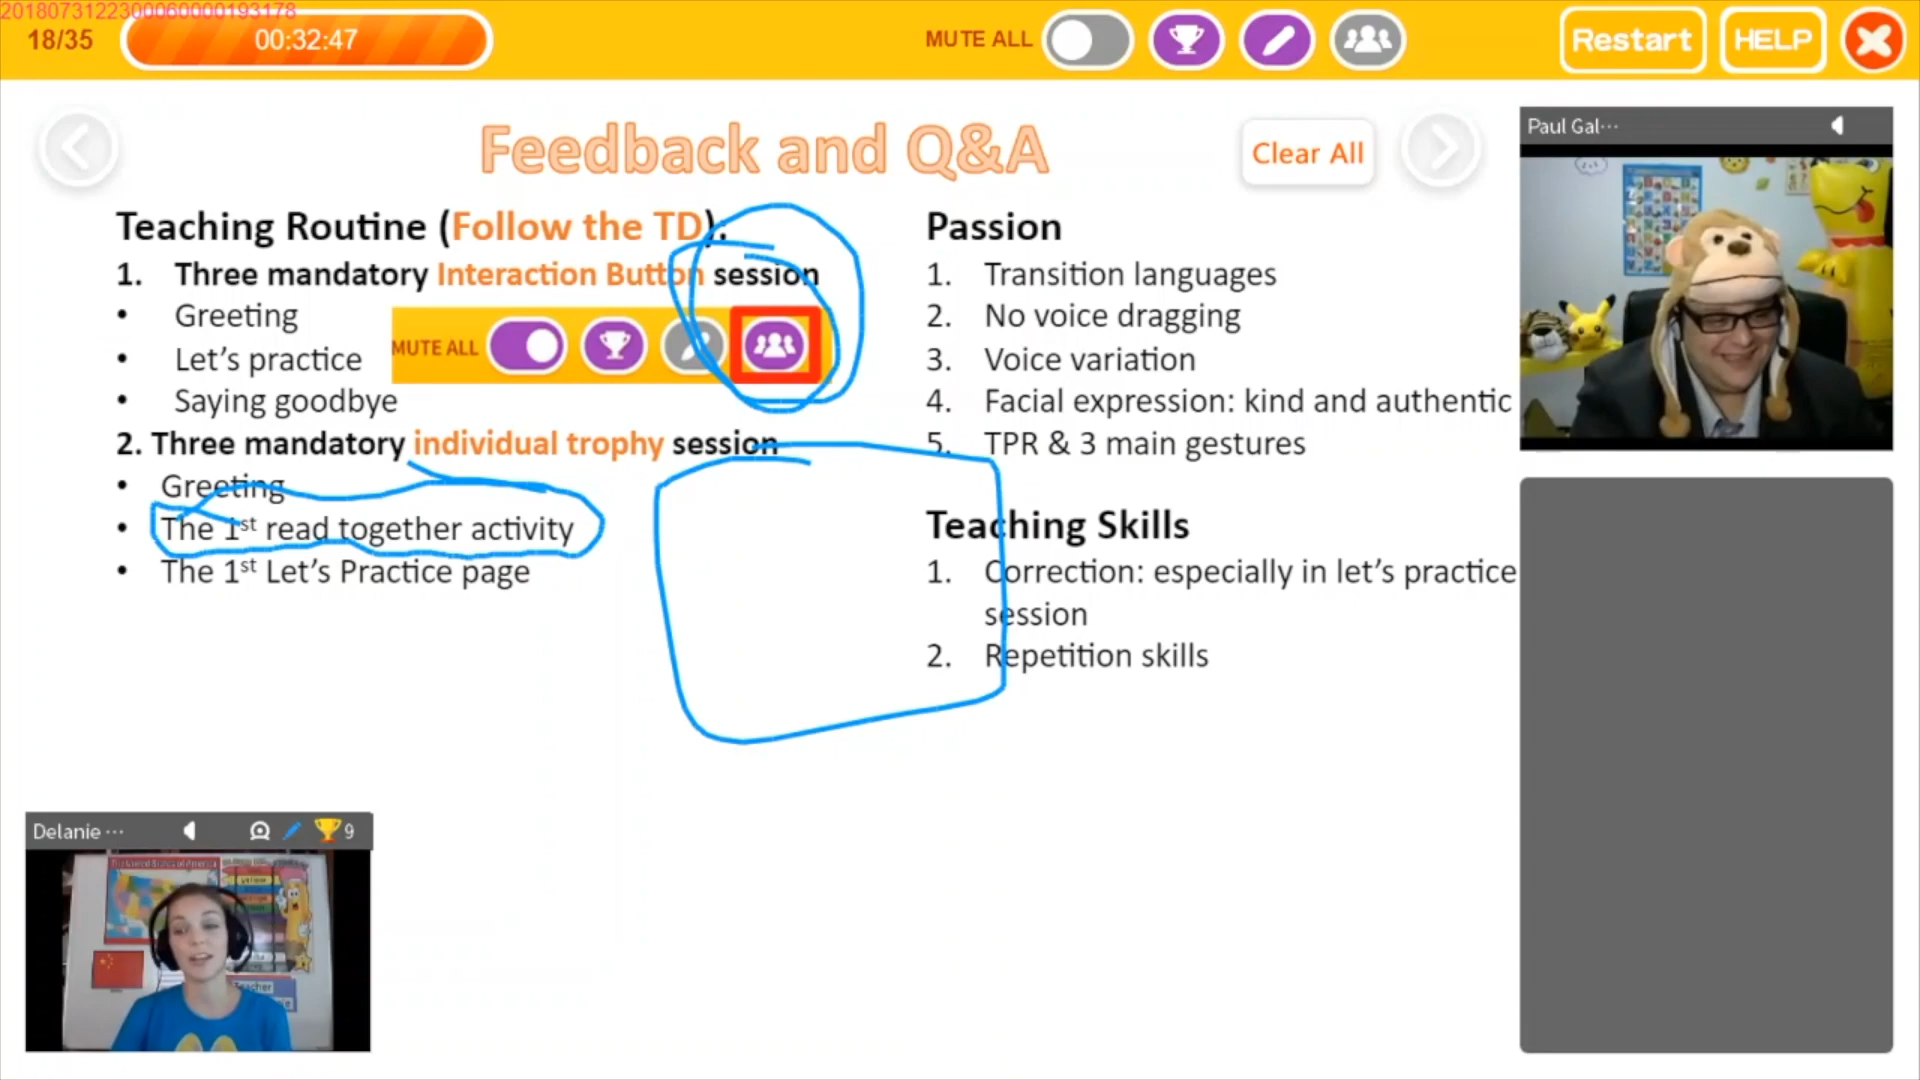 2018073122300060000193178
18/35
00:32:47
MUTE ALL
Restart
HELP
Feedback and Q&A
Clear All
Teaching Routine (Follow the TD):
1. Three mandatory Interaction Button session
• Greeting
• Let's practice
• Saying goodbye
MUTE ALL
2. Three mandatory individual trophy session
• Greeting
• The 1st read together activity
• The 1st Let's Practice page
Passion
1. Transition languages
2. No voice dragging
3. Voice variation
4. Facial expression: kind and authentic
5. TPR & 3 main gestures
Teaching Skills
1. Correction: especially in let's practice
session
2. Repetition skills
Paul Gal···
Delanie ···
9
Teacher